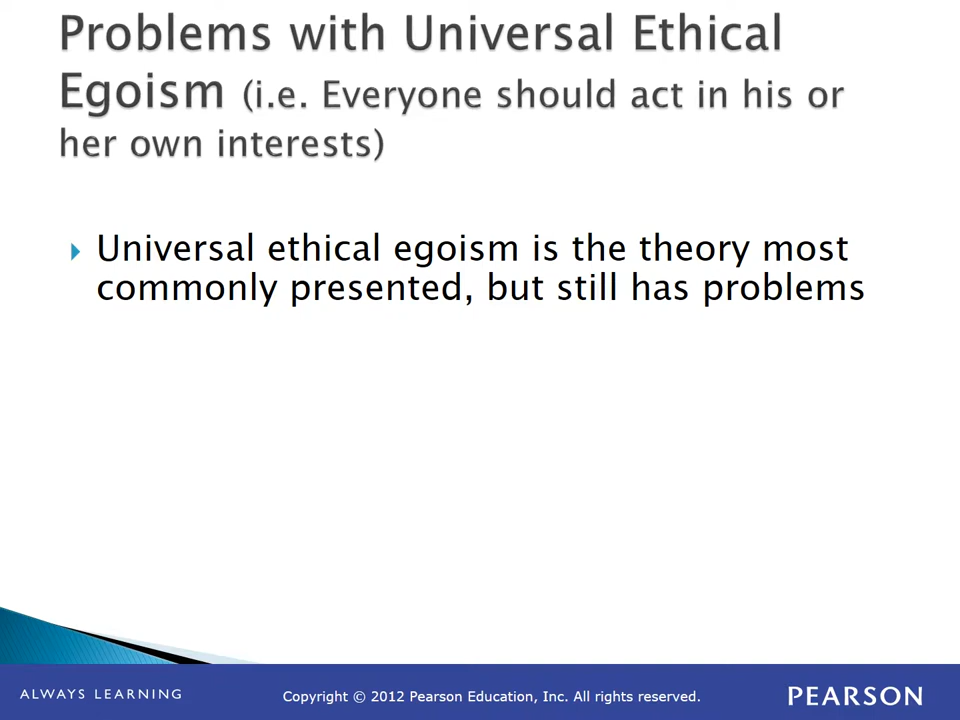 Problems with Universal Ethical
Egoism (i.e. Everyone should act in his or
her own interests)
Universal ethical egoism is the theory most
commonly presented, but still has problems
ALWAYS LEARNING
Copyright © 2012 Pearson Education, Inc. All rights reserved.
PEARSON